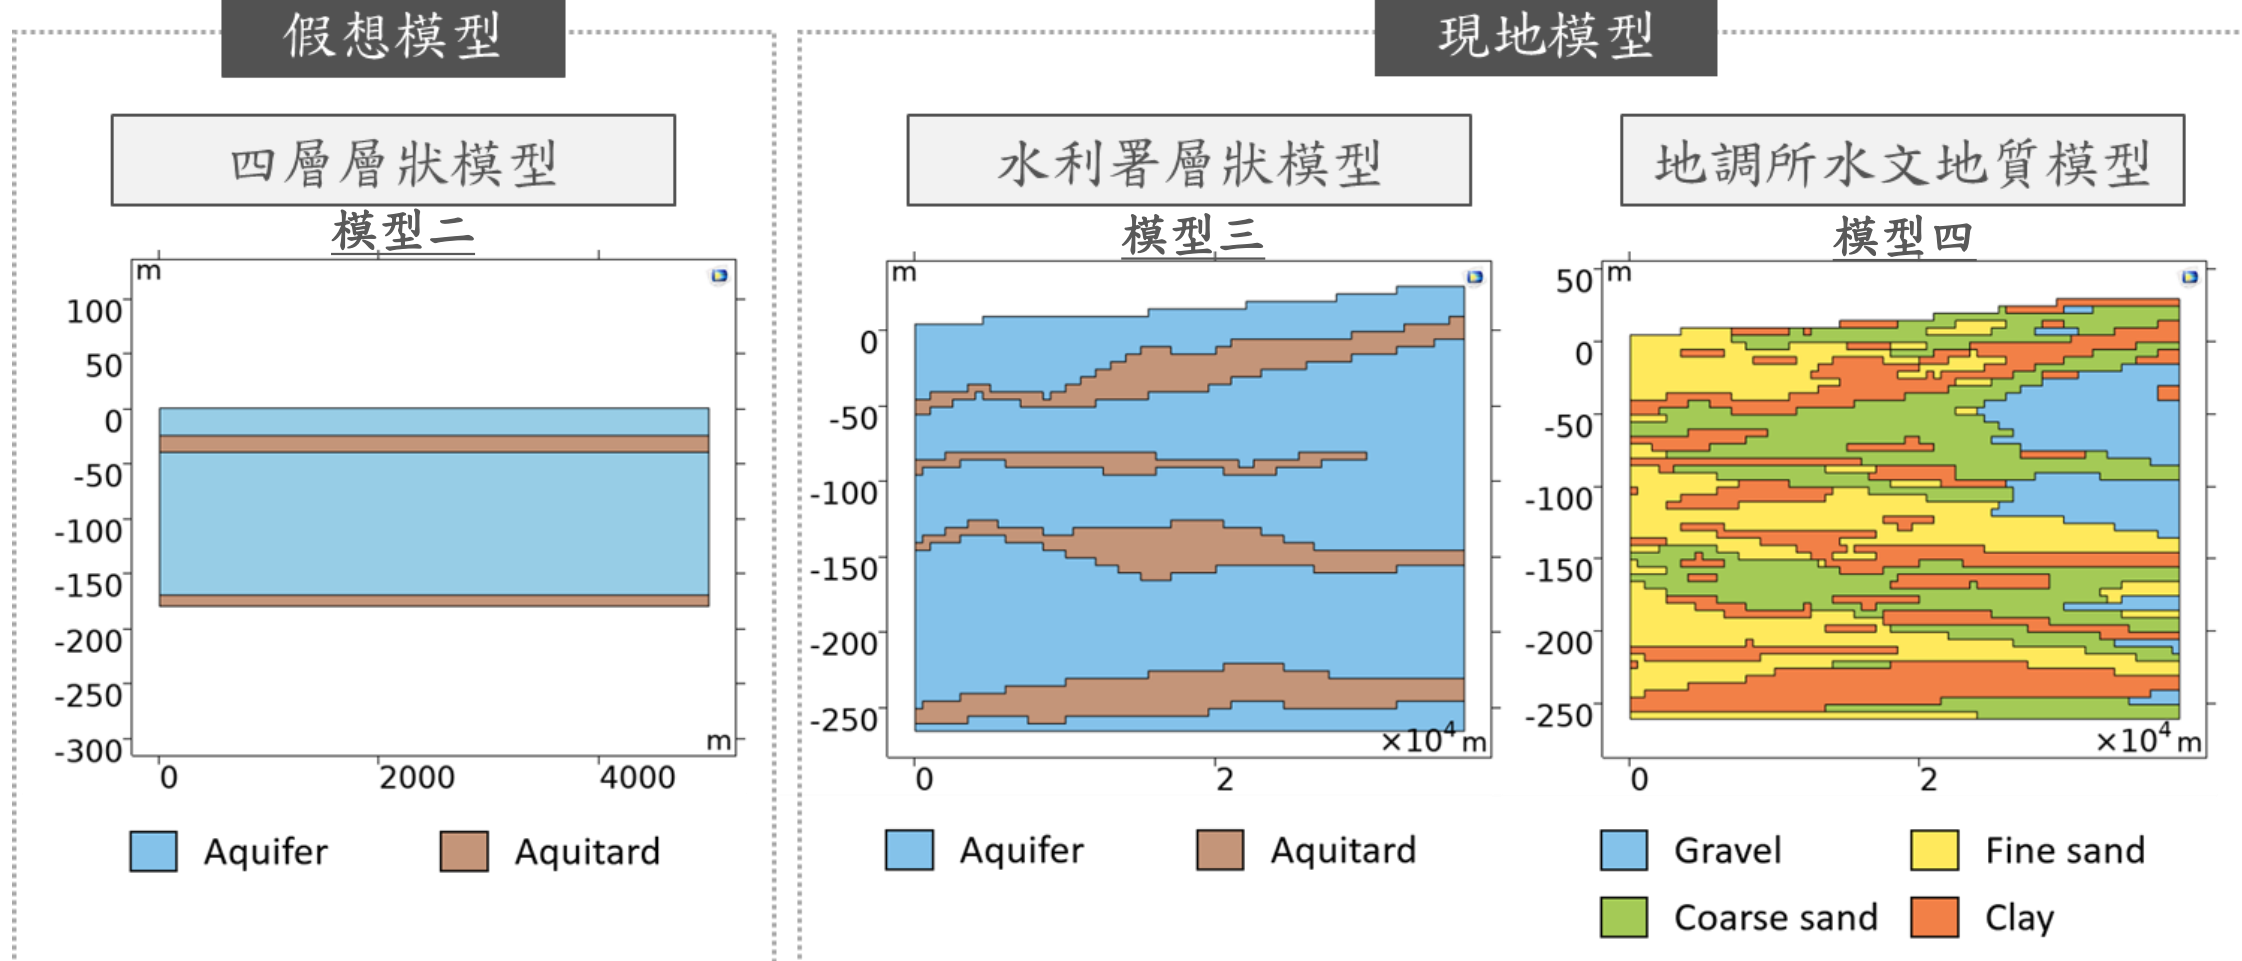 假想模型
現地模型
四層層狀模型
水利署層狀模型
地調所水文地質模型
模型二
模型三
模型四
m
100
50
0
-50
-100
-150
-200
-250
-300
m
0
2000
4000
Aquifer
Aquitard
m
0
-50
-100
-150
-200
-250
×10⁴ m
0
2
Aquifer
Aquitard
m
50
0
-50
-100
-150
-200
-250
×10⁴ m
0
2
Gravel
Fine sand
Coarse sand
Clay